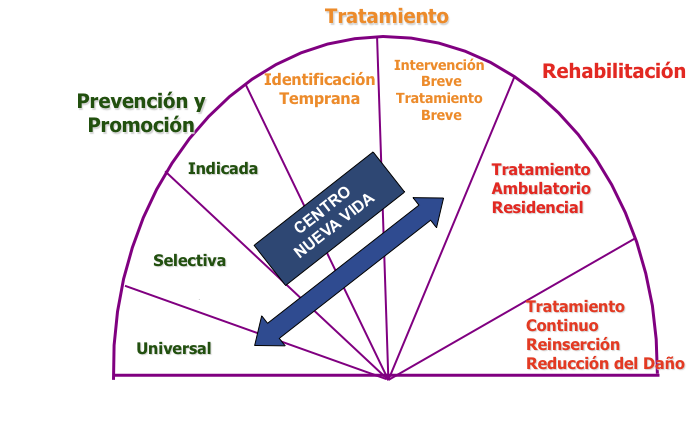 Tratamiento
Rehabilitación
Prevención y
Promoción
Identificación
Temprana
Intervención
Breve
Tratamiento
Breve
Indicada
Selectiva
Universal
CENTRO
NUEVA VIDA
Tratamiento
Ambulatorio
Residencial
Tratamiento
Continuo
Reinserción
Reducción del Daño